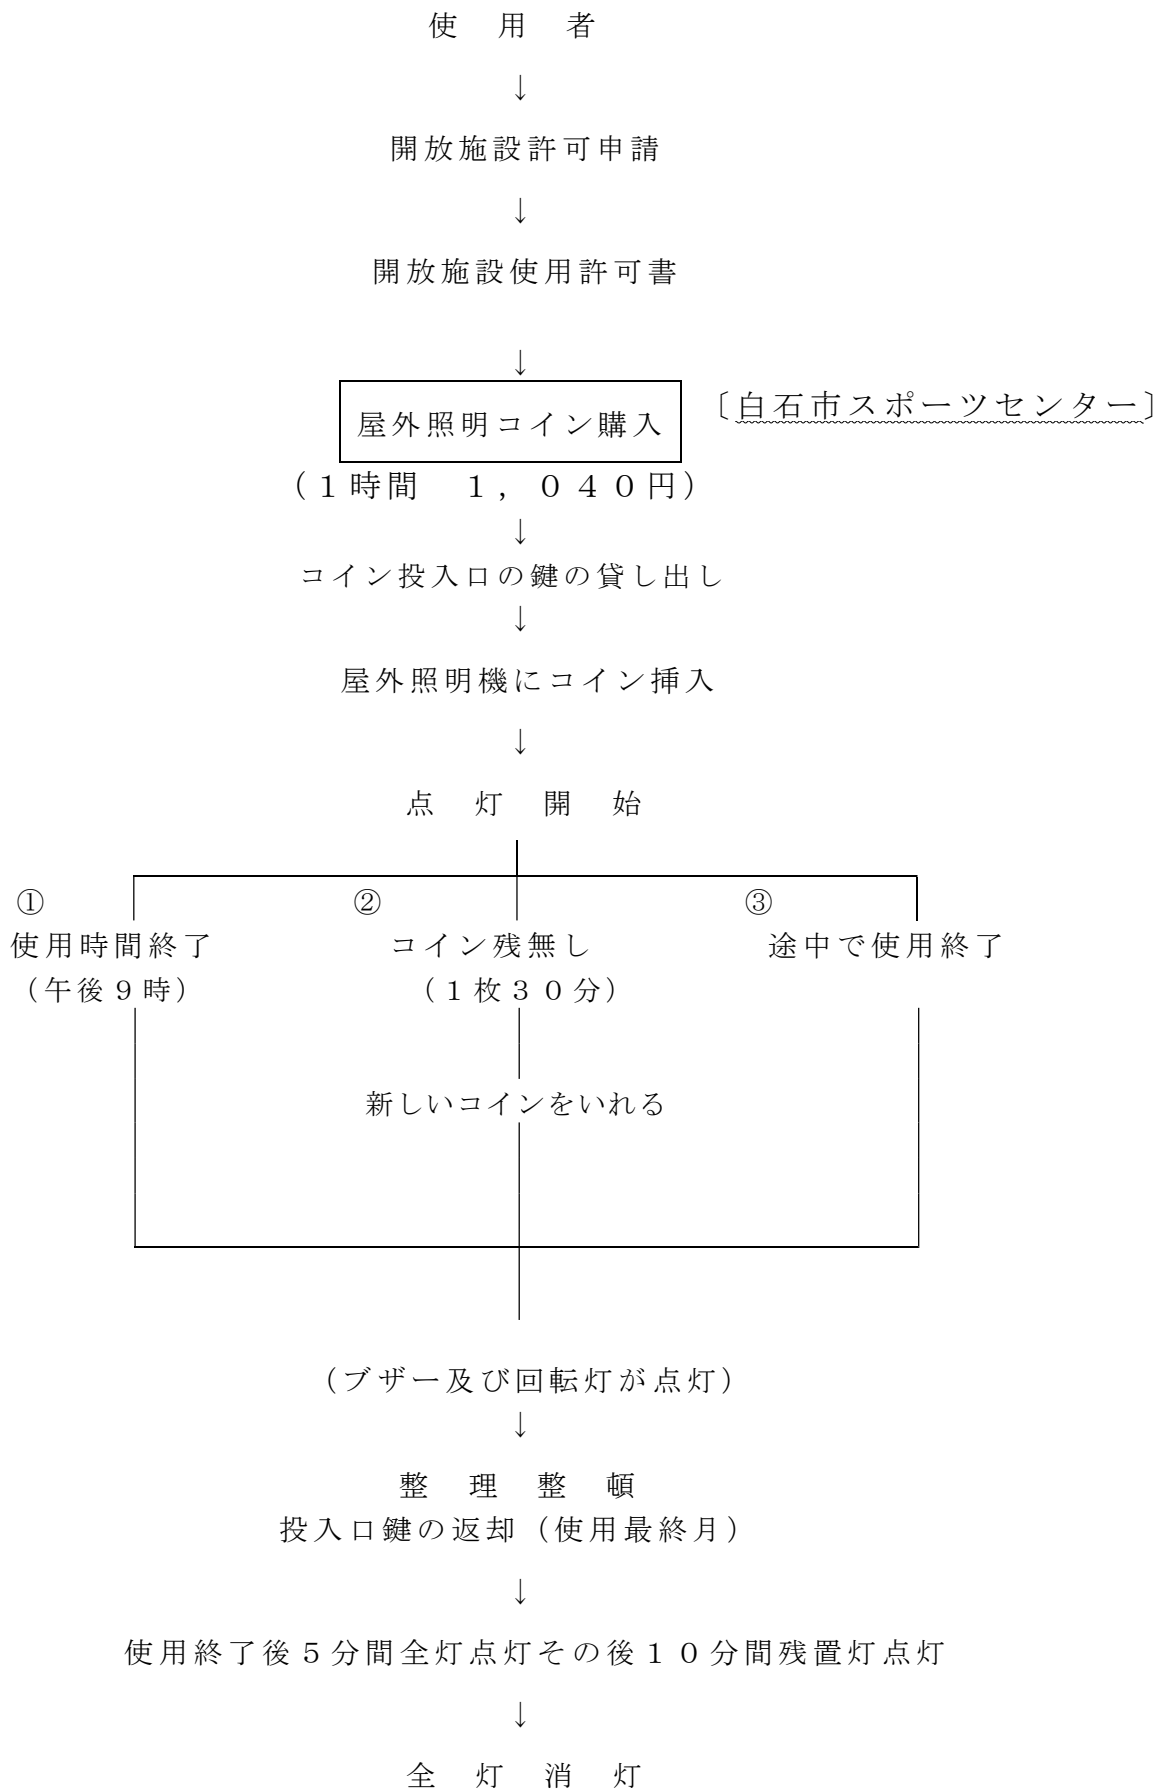 使　用　者
↓
開放施設許可申請
↓
開放施設使用許可書
↓
屋外照明コイン購入 〔白石市スポーツセンター〕
（１時間　１，０４０円）
↓
コイン投入口の鍵の貸し出し
↓
屋外照明機にコイン挿入
↓
点　灯　開　始
① ② ③
使用時間終了 コイン残無し 途中で使用終了
（午後９時） （１枚３０分）
新しいコインをいれる
（ブザー及び回転灯が点灯）
↓
整　理　整　頓
投入口鍵の返却（使用最終月）
↓
使用終了後５分間全灯点灯その後１０分間残置灯点灯
↓
全　灯　消　灯